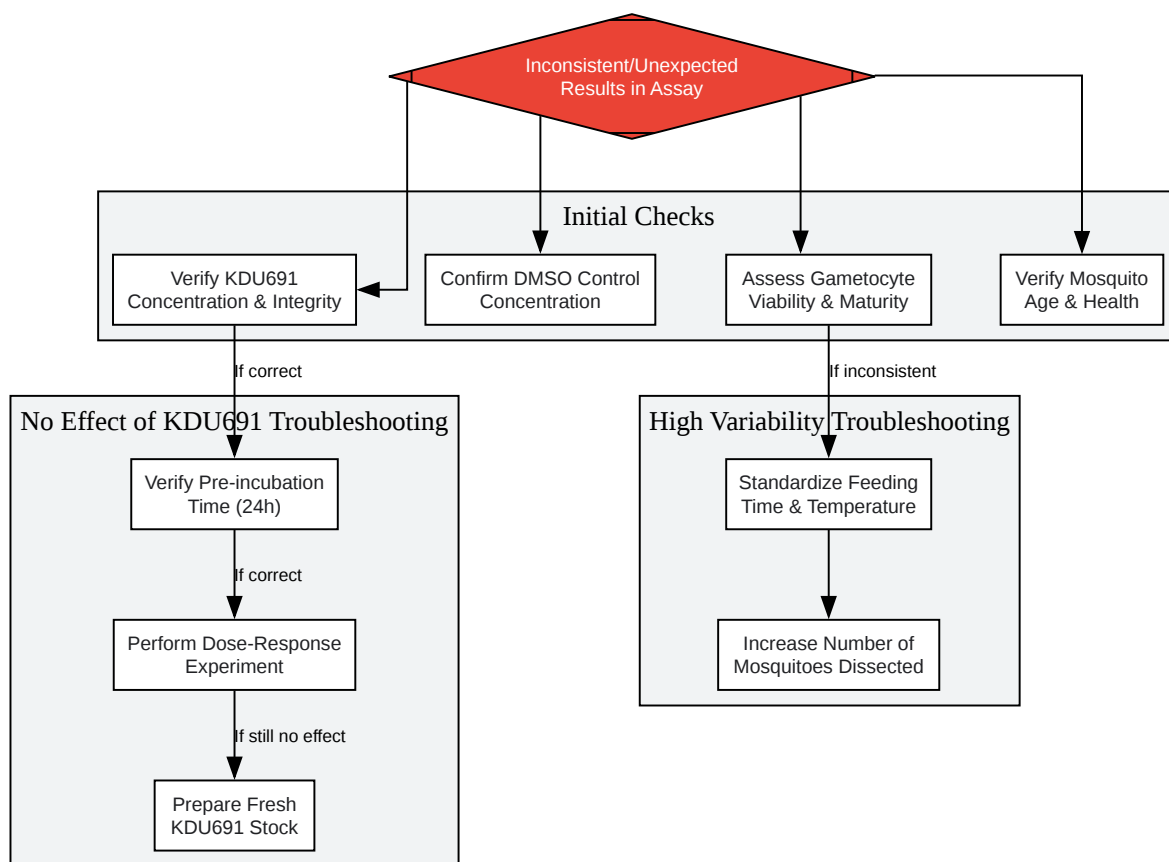 Inconsistent/Unexpected
Results in Assay
Initial Checks
Verify KDU691
Concentration & Integrity
Confirm DMSO Control
Concentration
Assess Gametocyte
Viability & Maturity
Verify Mosquito
Age & Health
If correct
If inconsistent
No Effect of KDU691 Troubleshooting
Verify Pre-incubation
Time (24h)
If correct
Perform Dose-Response
Experiment
If still no effect
Prepare Fresh
KDU691 Stock
High Variability Troubleshooting
Standardize Feeding
Time & Temperature
Increase Number of
Mosquitoes Dissected